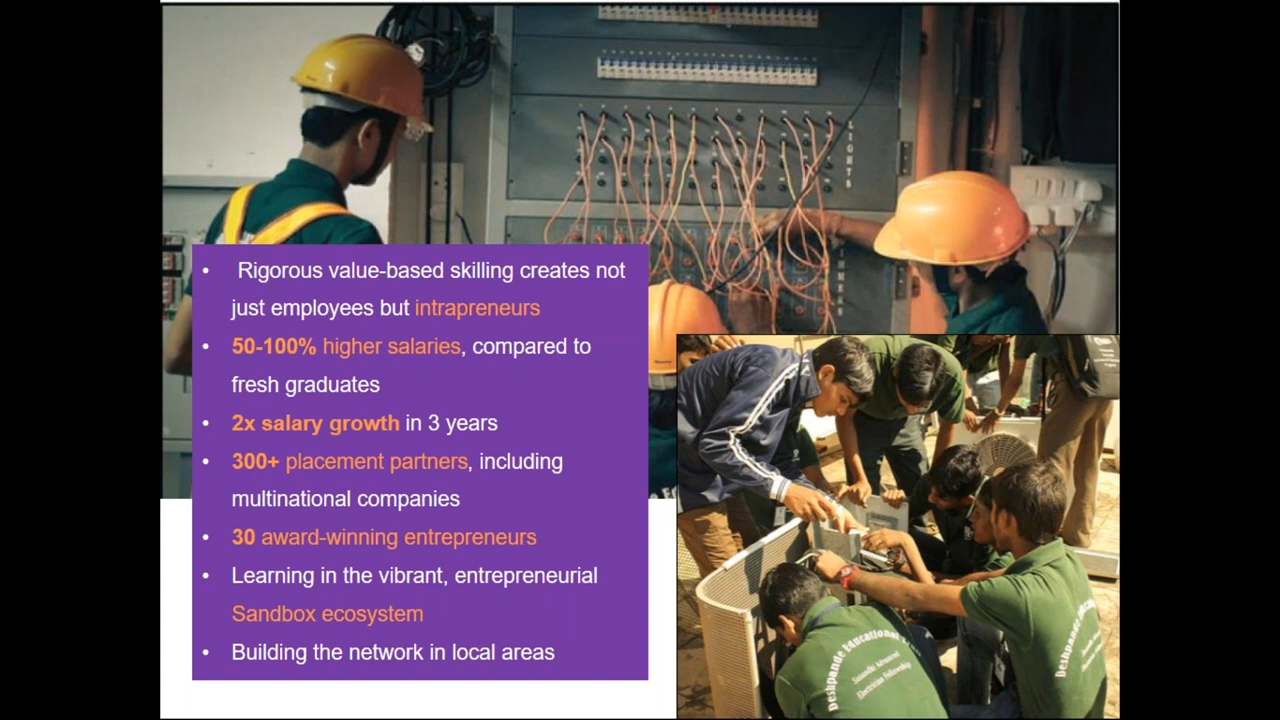 LIGHTS
• Rigorous value-based skilling creates not
just employees but intrapreneurs
• 50-100% higher salaries, compared to
fresh graduates
• 2x salary growth in 3 years
• 300+ placement partners, including
multinational companies
• 30 award-winning entrepreneurs
• Learning in the vibrant, entrepreneurial
Sandbox ecosystem
• Building the network in local areas
Deshpande Educational
Electrician Fellowship
Deshpande